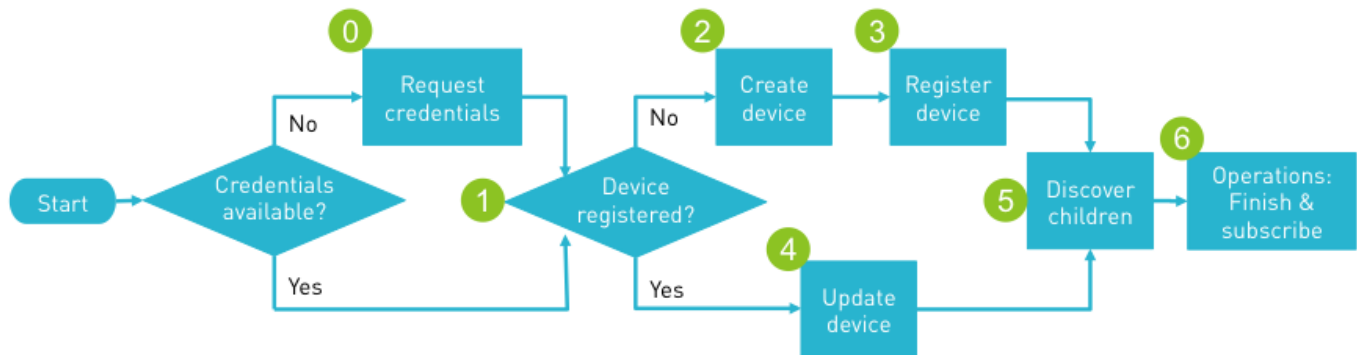 Start
Credentials
available?
No
Yes
0
Request
credentials
1
Device
registered?
No
Yes
2
Create
device
3
Register
device
4
Update
device
5
Discover
children
6
Operations:
Finish &
subscribe